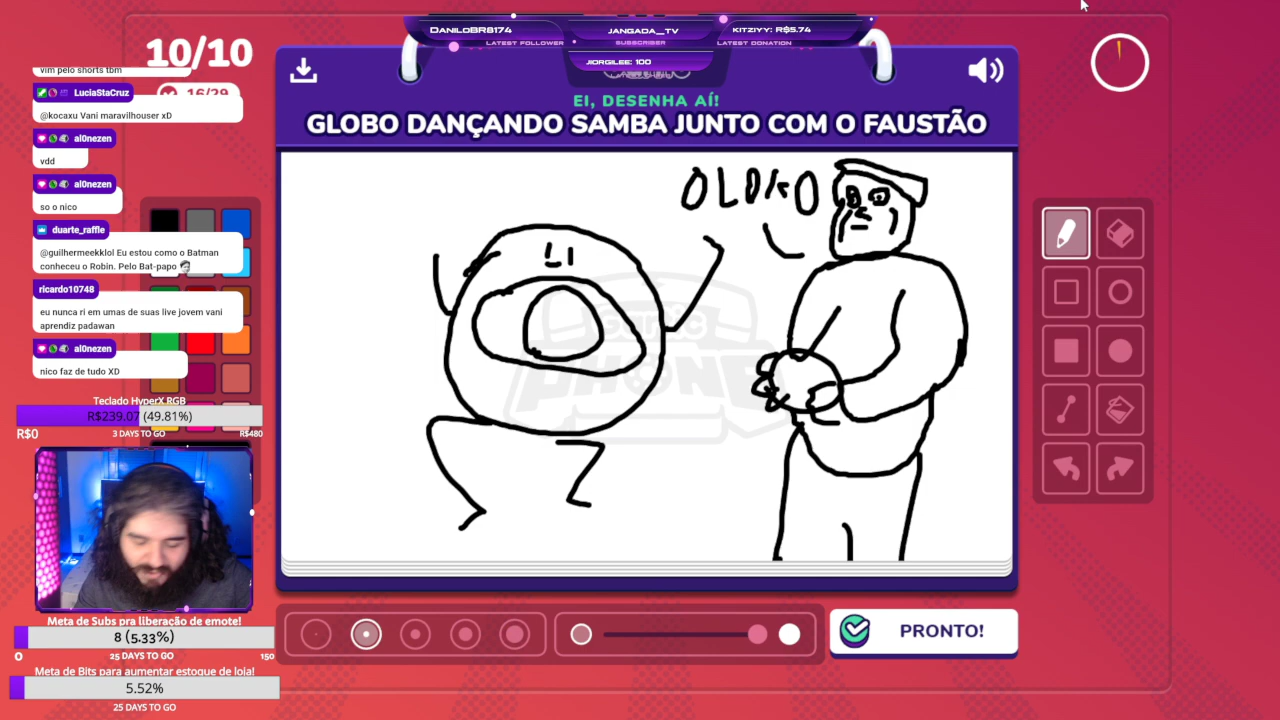 DANILOBR8174
LATEST FOLLOWER
JANGADA_TV
SUBSCRIBER
KITZIYY: R$5.74
LATEST DONATION
JIORGILEE: 100
10/10
16/29
EI, DESENHA AÍ!
GLOBO DANÇANDO SAMBA JUNTO COM O FAUSTÃO
vim pelo shorts tbm
LuciaStaCruz
@kocaxu Vani maravilhouser xD
al0nezen
vdd
al0nezen
so o nico
duarte_raffle
@guilhermeekklol Eu estou como o Batman
conheceu o Robin. Pelo Bat-papo
ricardo10748
eu nunca ri em umas de suas live jovem vani
aprendiz padawan
al0nezen
nico faz de tudo XD
Teclado HyperX RGB
R$239.07 (49.81%)
R$0
3 DAYS TO GO
R$480
Meta de Subs pra liberação de emote!
8 (5.33%)
0
25 DAYS TO GO
150
Meta de Bits para aumentar estoque de lola!
5.52%
25 DAYS TO GO
OLOKO
GARTIC
PHONE
PRONTO!